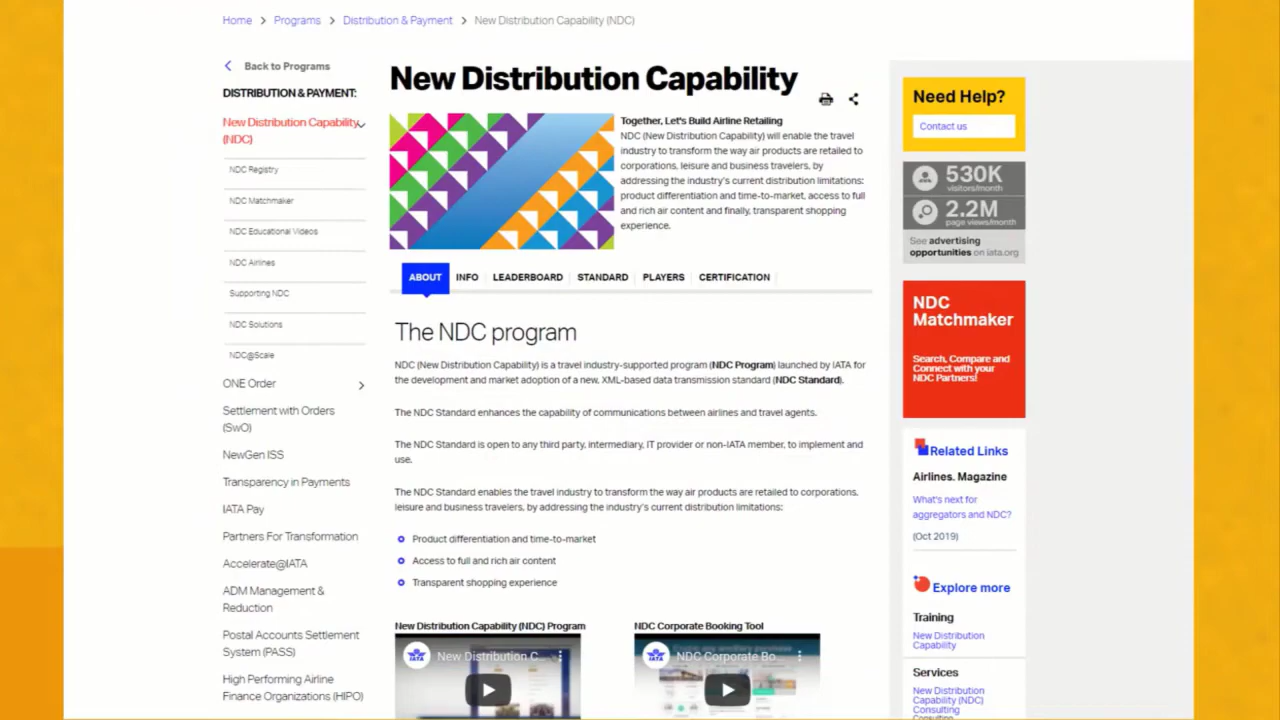 Home > Programs > Distribution & Payment > New Distribution Capability (NDC)
Back to Programs
DISTRIBUTION & PAYMENT:
New Distribution Capability
(NDC)
NDC Registry
NDC Matchmaker
NDC Educational Videos
NDC Airlines
Supporting NDC
NDC Solutions
NDC@Scale
ONE Order
Settlement with Orders
(SwO)
NewGen ISS
Transparency in Payments
IATA Pay
Partners For Transformation
Accelerate@IATA
ADM Management &
Reduction
Postal Accounts Settlement
System (PASS)
High Performing Airline
Finance Organizations (HIPO)
New Distribution Capability
Together, Let's Build Airline Retailing
NDC (New Distribution Capability) will enable the travel
industry to transform the way air products are retailed to
corporations, leisure and business travelers, by
addressing the industry's current distribution limitations:
product differentiation and time-to-market, access to full
and rich air content and finally, transparent shopping
experience.
ABOUT INFO LEADERBOARD STANDARD PLAYERS CERTIFICATION
The NDC program
NDC (New Distribution Capability) is a travel industry-supported program (NDC Program) launched by IATA for
the development and market adoption of a new, XML-based data transmission standard (NDC Standard).
The NDC Standard enhances the capability of communications between airlines and travel agents.
The NDC Standard is open to any third party, intermediary, IT provider or non-IATA member, to implement and
use.
The NDC Standard enables the travel industry to transform the way air products are retailed to corporations,
leisure and business travelers, by addressing the industry's current distribution limitations:
Product differentiation and time-to-market
Access to full and rich air content
Transparent shopping experience
New Distribution Capability (NDC) Program
IATA
New Distribution C...
NDC Corporate Booking Tool
IATA
NDC Corporate Bo...
Need Help?
Contact us
530K
visitors/month
2.2M
page views/month
See advertising
opportunities on iata.org
NDC
Matchmaker
Search, Compare and
Connect with your
NDC Partners!
Related Links
Airlines. Magazine
What's next for
aggregators and NDC?
(Oct 2019)
Explore more
Training
New Distribution
Capability
Services
New Distribution
Capability (NDC)
Consulting